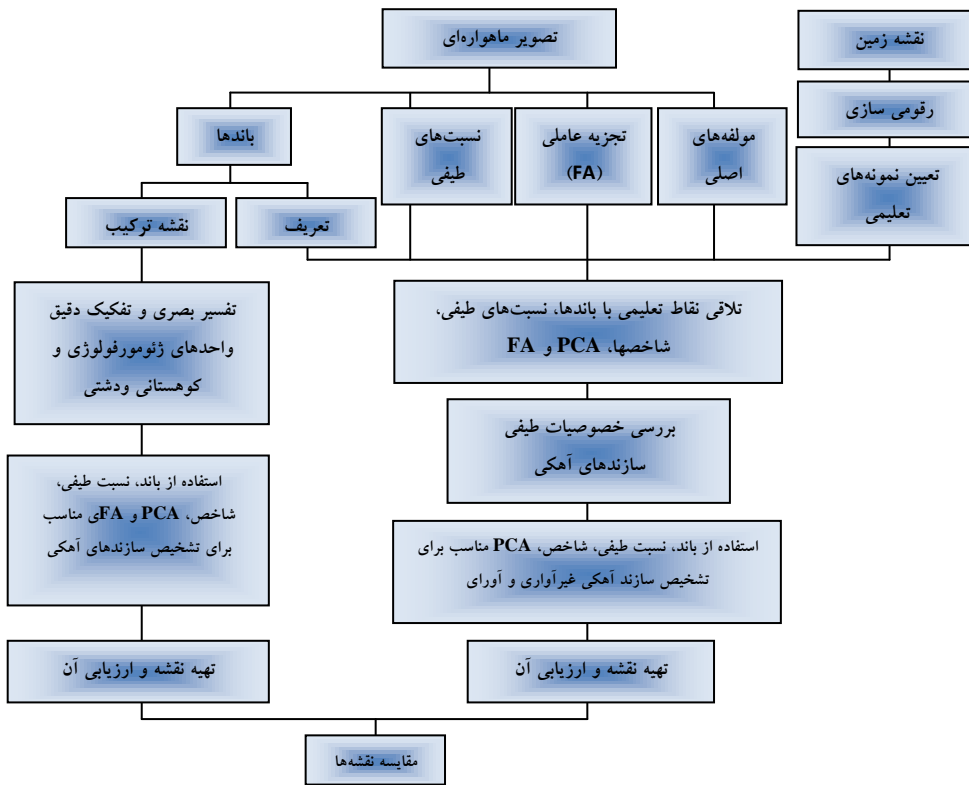 تصویر ماهواره‌ای
نقشه زمین
رقومی سازی
تعیین نمونه‌های
تعلیمی
مولفه‌های
اصلی
تجزیه عاملی
(FA)
نسبت‌های
طیفی
باندها
تعریف
نقشه ترکیب
تلاقی نقاط تعلیمی با باندها، نسبت‌های طیفی،
شاخصها، PCA و FA
بررسی خصوصیات طیفی
سازندهای آهکی
استفاده از باند، نسبت طیفی، شاخص، PCA مناسب برای
تشخیص سازند آهکی غیرآواری و آورای
تهیه نقشه و ارزیابی آن
تفسیر بصری و تفکیک دقیق
واحدهای ژئومورفولوژی و
کوهستانی ودشتی
استفاده از باند، نسبت طیفی،
شاخص، PCA و FAی مناسب
برای تشخیص سازندهای آهکی
تهیه نقشه و ارزیابی آن
مقایسه نقشه‌ها